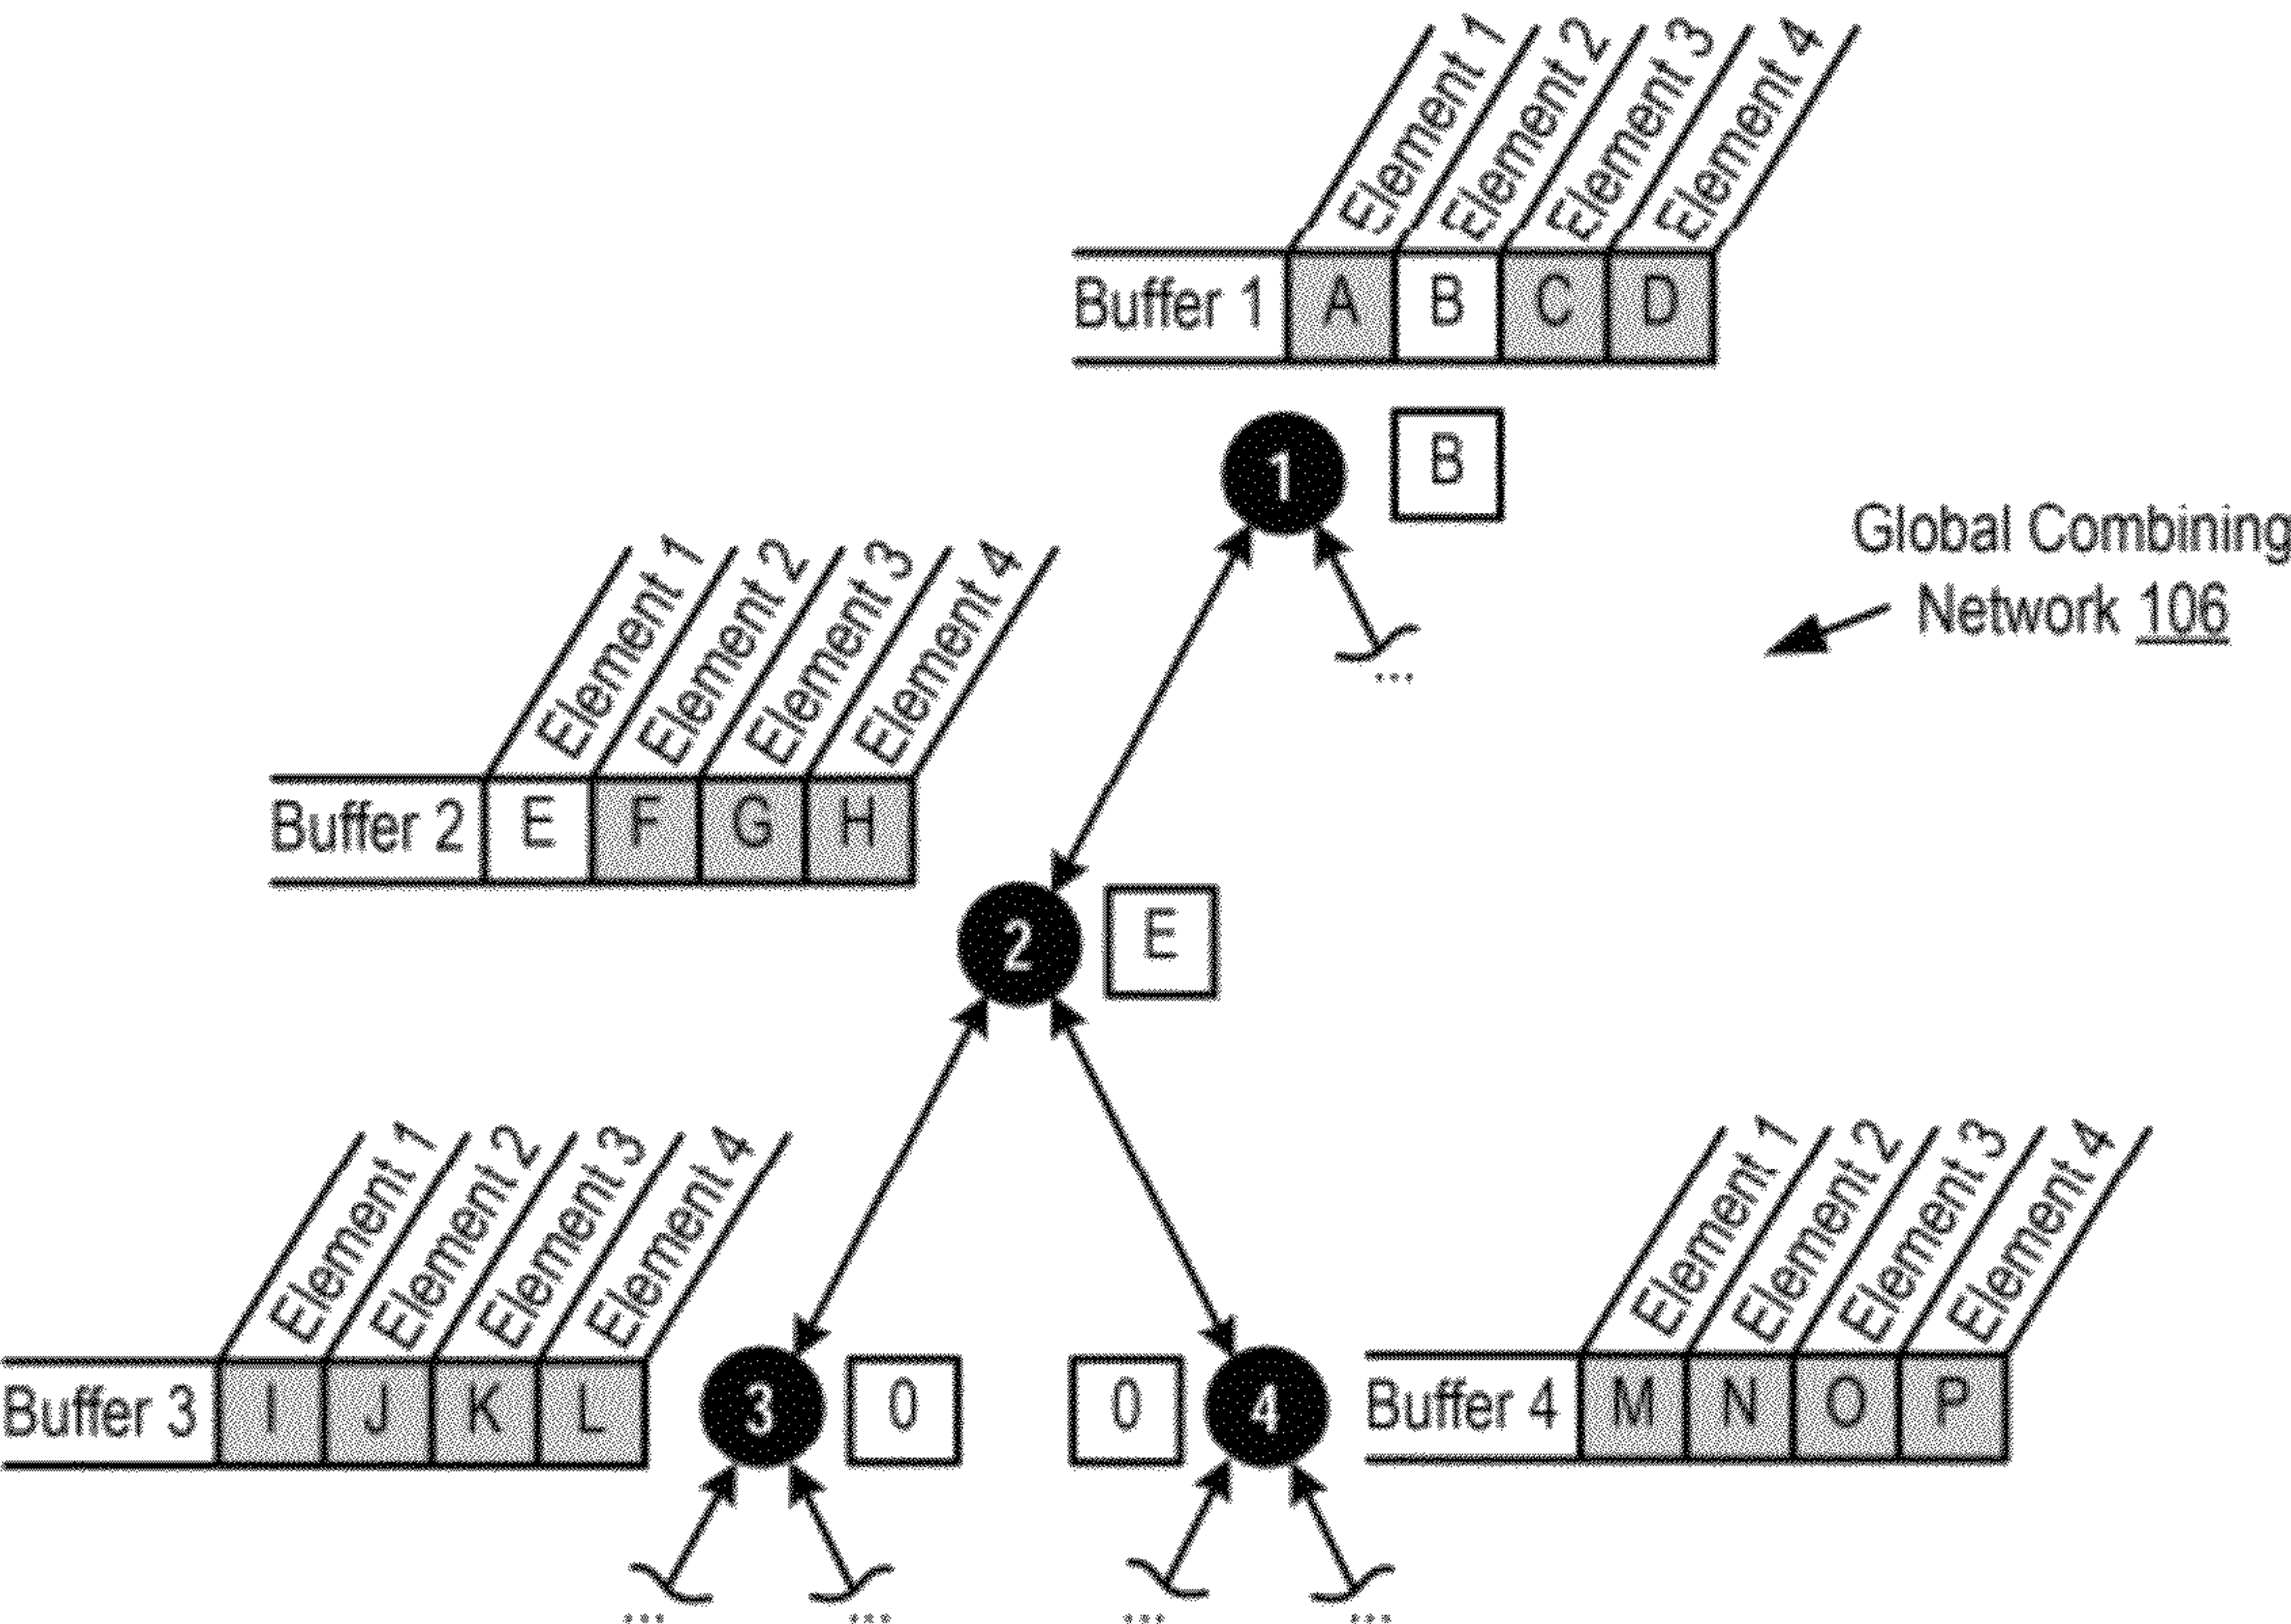 Element 1
Element 2
Element 3
Element 4
Buffer 1 A B C D
1 B
Global Combining
Network 106
...
Element 1
Element 2
Element 3
Element 4
Buffer 2 E F G H
2 E
Element 1
Element 2
Element 3
Element 4
Buffer 3 I J K L
3 0
Element 1
Element 2
Element 3
Element 4
0 4
Buffer 4 M N O P
... ... ... ...